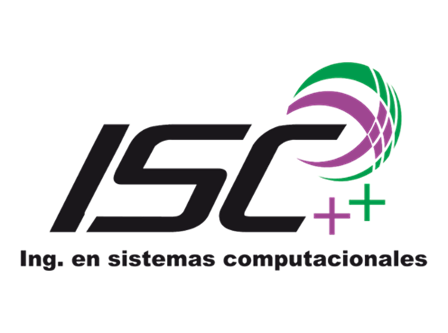 ISC++
Ing. en sistemas computacionales